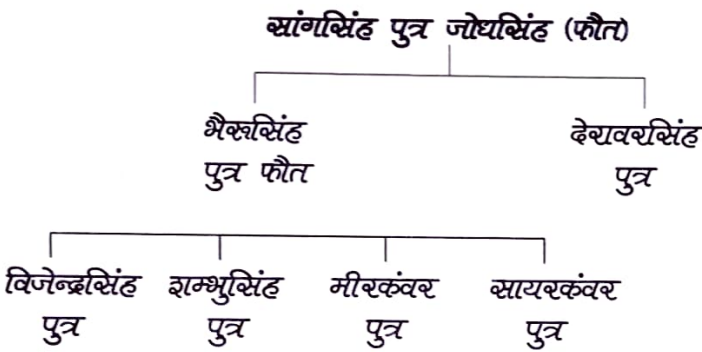 सांगसिंह पुत्र जोधसिंह (फौत)
भैरूसिंह देरावरसिंह
पुत्र फौत पुत्र
विजेन्द्रसिंह शम्भुसिंह मीरकंवर सायरकंवर
पुत्र पुत्र पुत्र पुत्र